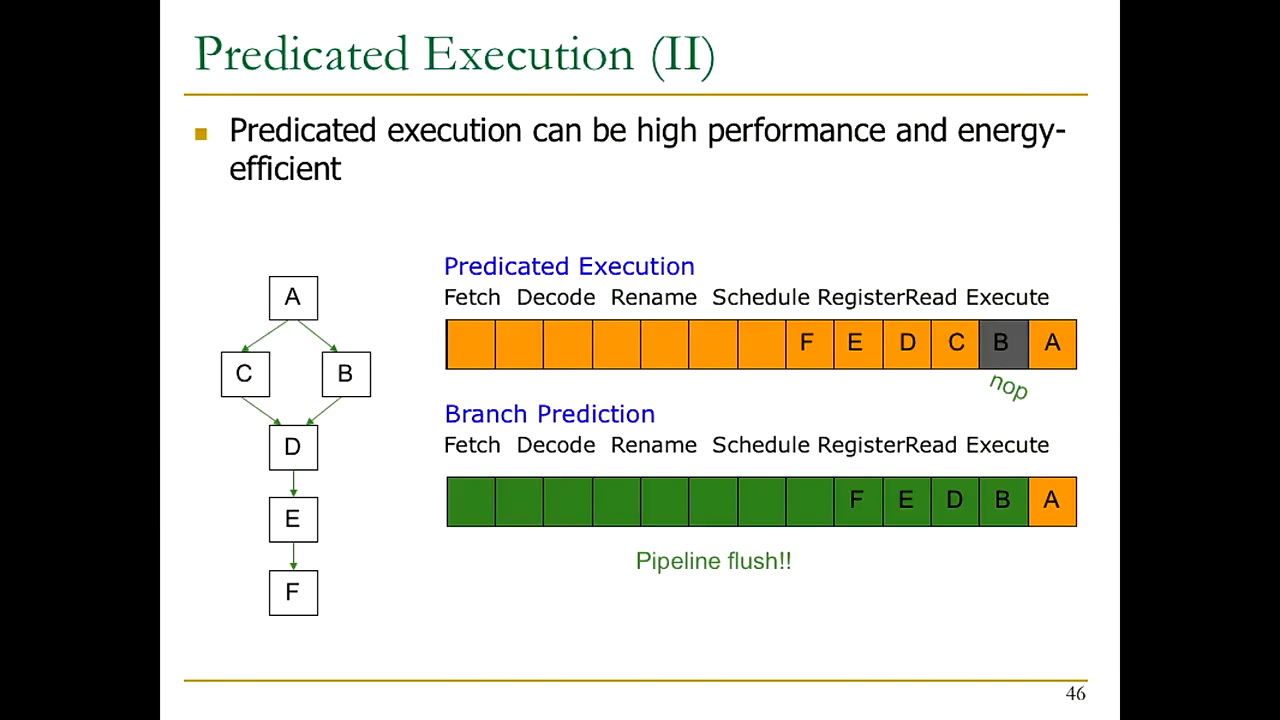 Predicated Execution (II)
Predicated execution can be high performance and energy-
efficient
A
C B
D
E
F
Predicated Execution
Fetch Decode Rename Schedule RegisterRead Execute
F E D C B A
nop
Branch Prediction
Fetch Decode Rename Schedule RegisterRead Execute
F E D B A
Pipeline flush!!
46